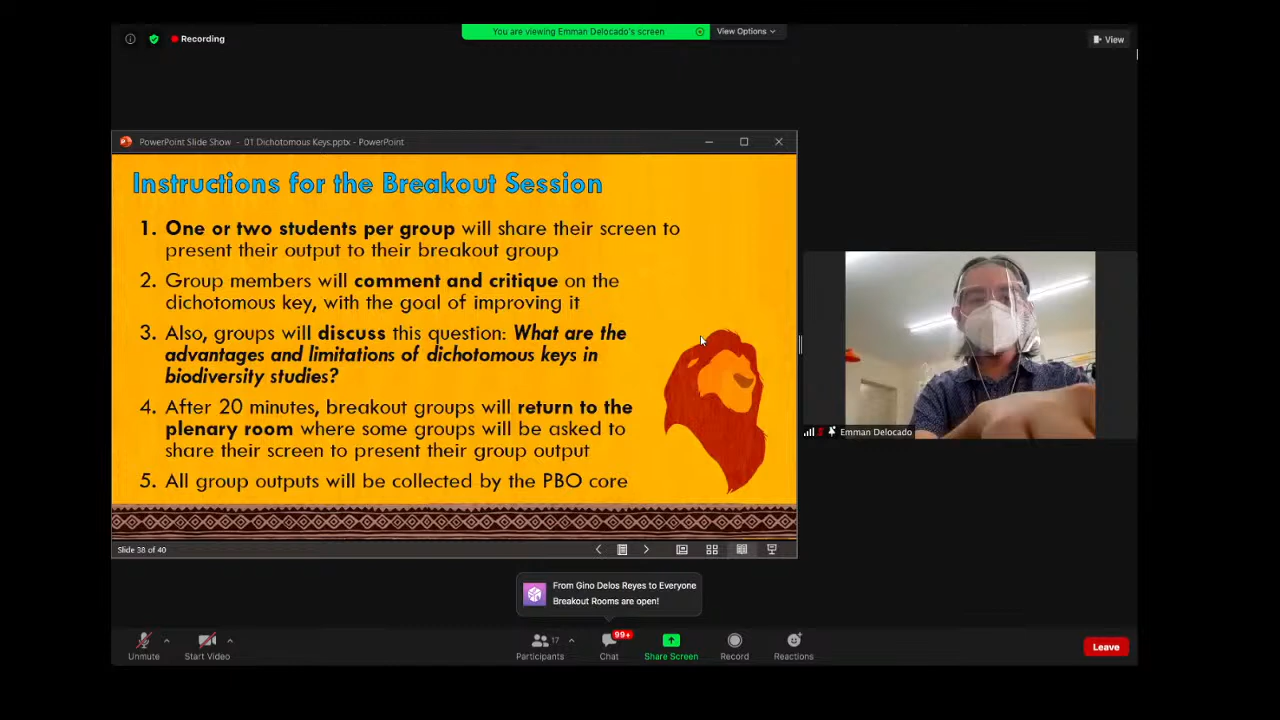 Recording
You are viewing Emman Delocado's screen
View Options
View
PowerPoint Slide Show - 01 Dichotomous Keys.pptx - PowerPoint
Instructions for the Breakout Session
1. One or two students per group will share their screen to
present their output to their breakout group
2. Group members will comment and critique on the
dichotomous key, with the goal of improving it
3. Also, groups will discuss this question: What are the
advantages and limitations of dichotomous keys in
biodiversity studies?
4. After 20 minutes, breakout groups will return to the
plenary room where some groups will be asked to
share their screen to present their group output
5. All group outputs will be collected by the PBO core
Emman Delocado
Slide 38 of 40
From Gino Delos Reyes to Everyone
Breakout Rooms are open!
17
99+
Unmute
Start Video
Participants
Chat
Share Screen
Record
Reactions
Leave